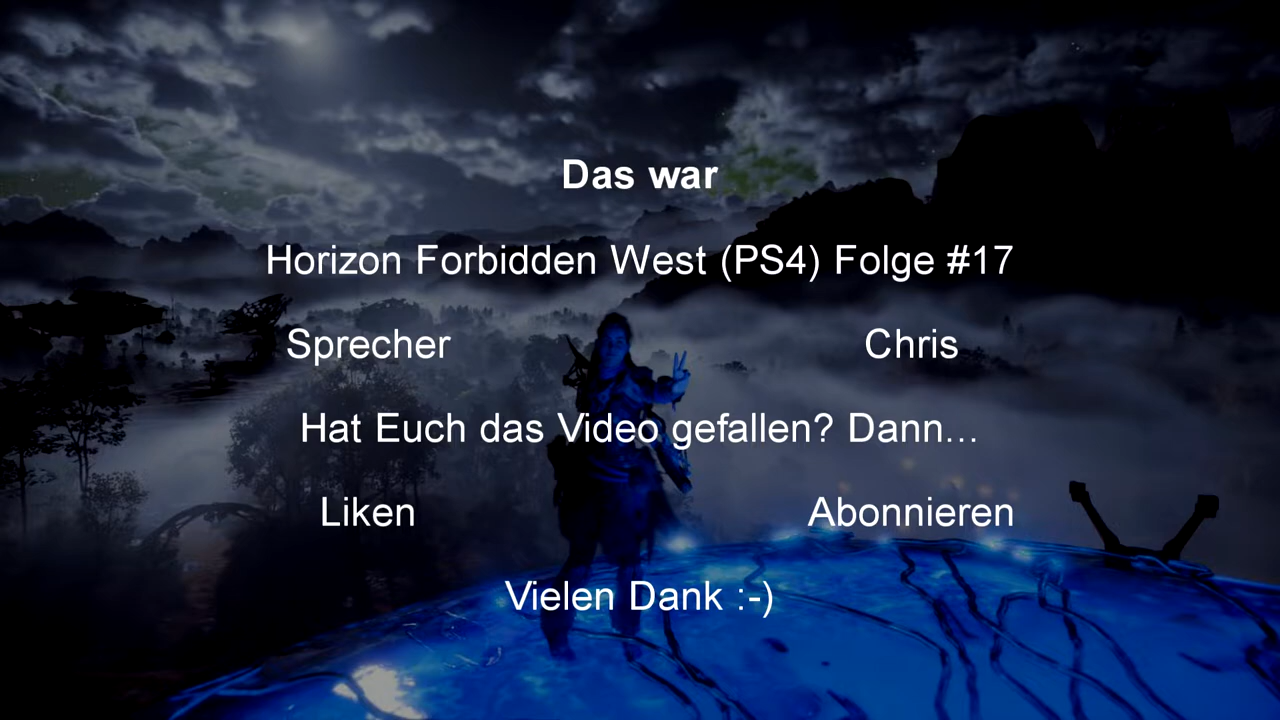 Das war
Horizon Forbidden West (PS4) Folge #17
Sprecher Chris
Hat Euch das Video gefallen? Dann...
Liken Abonnieren
Vielen Dank :-)